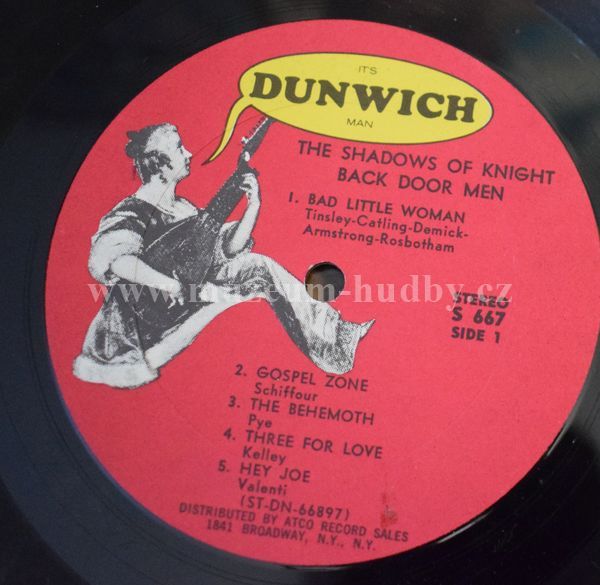 IT'S
DUNWICH
MAN
THE SHADOWS OF KNIGHT
BACK DOOR MEN
1. BAD LITTLE WOMAN
Tinsley-Catling-Demick-
Armstrong-Rosbotham
www.museum-hudby.cz
STEREO
S 667
SIDE 1
2. GOSPEL ZONE
Schiffour
3. THE BEHEMOTH
Pye
4. THREE FOR LOVE
Kelley
5. HEY JOE
Valenti
(ST-DN-66897)
DISTRIBUTED BY ATCO RECORD SALES
1841 BROADWAY, N.Y., N.Y.